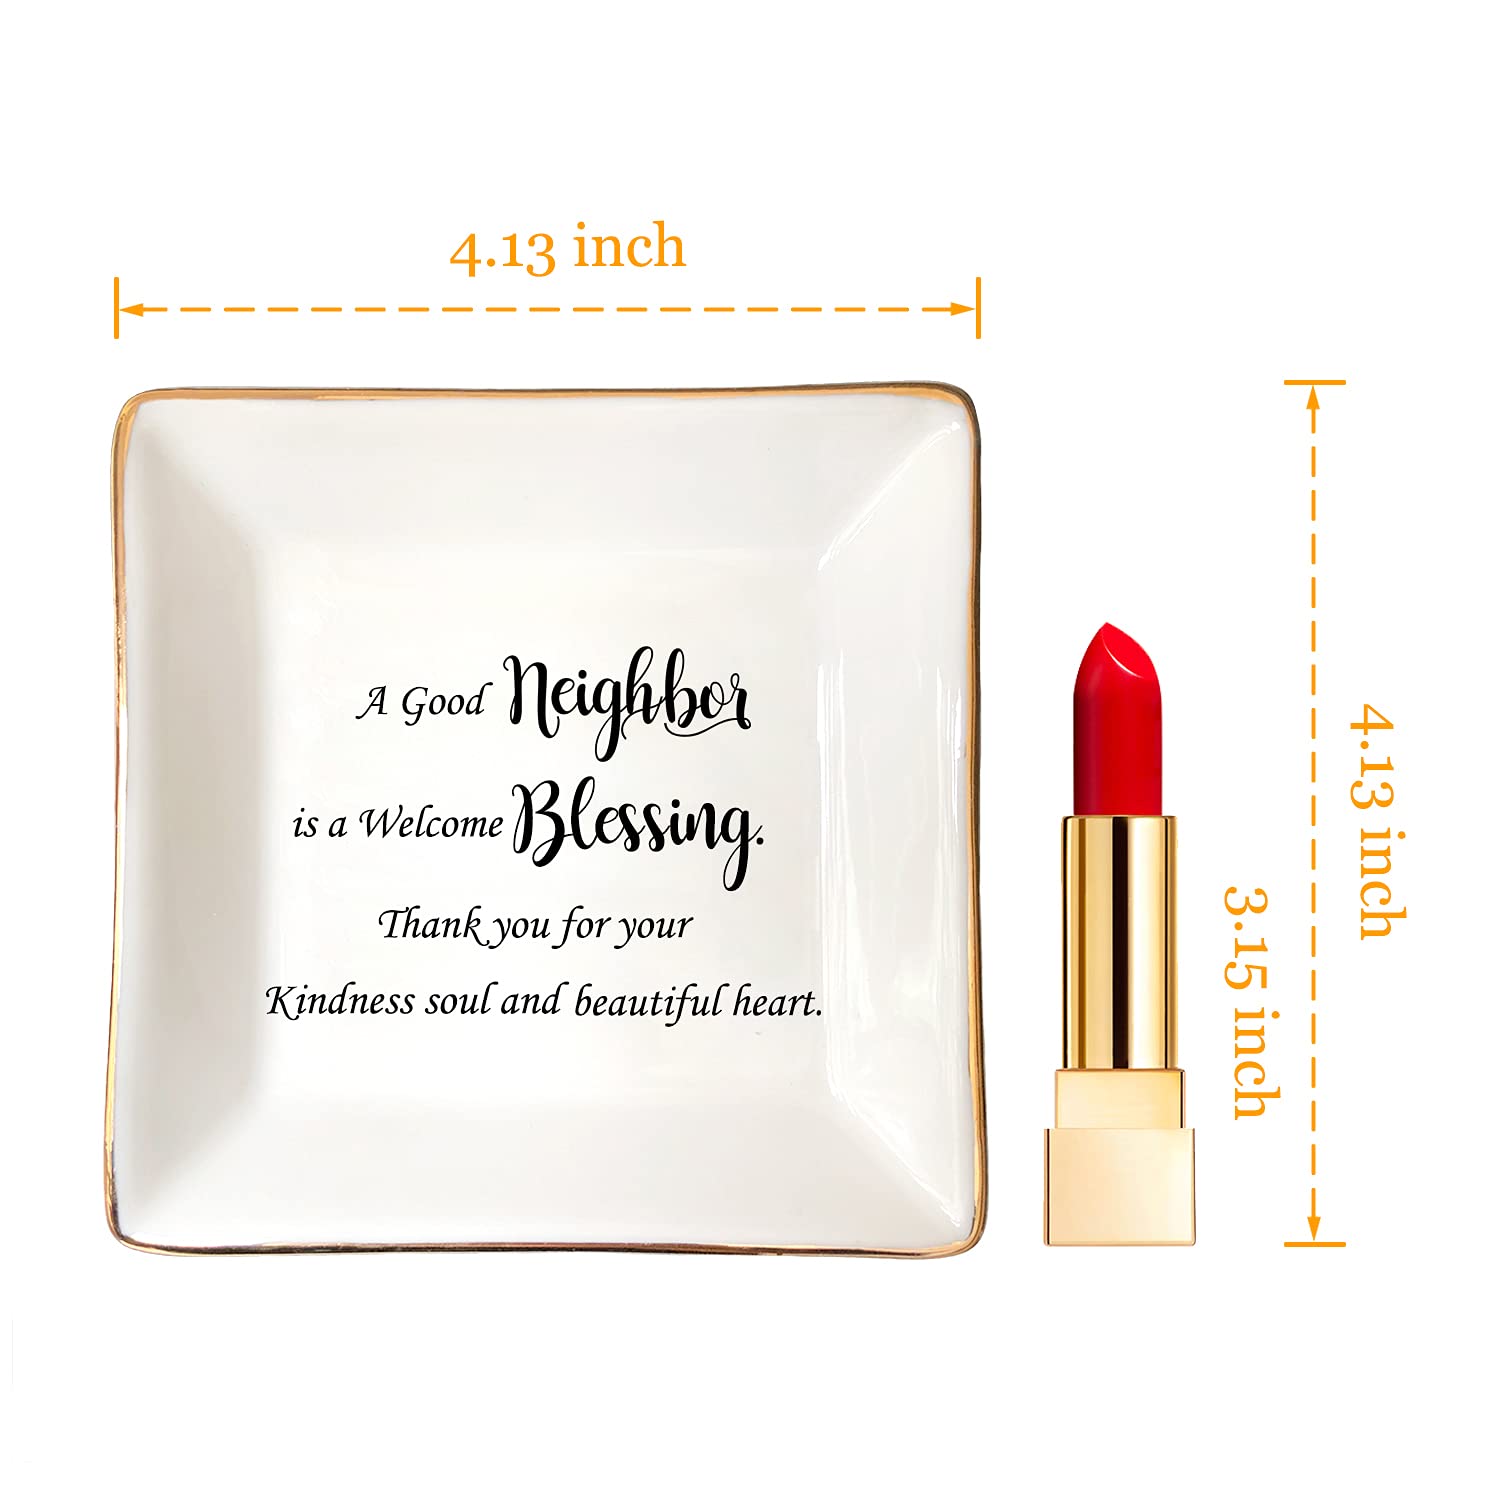 4.13 inch
A Good Neighbor
is a Welcome Blessing.
Thank you for your
Kindness soul and beautiful heart.
3.15 inch
4.13 inch